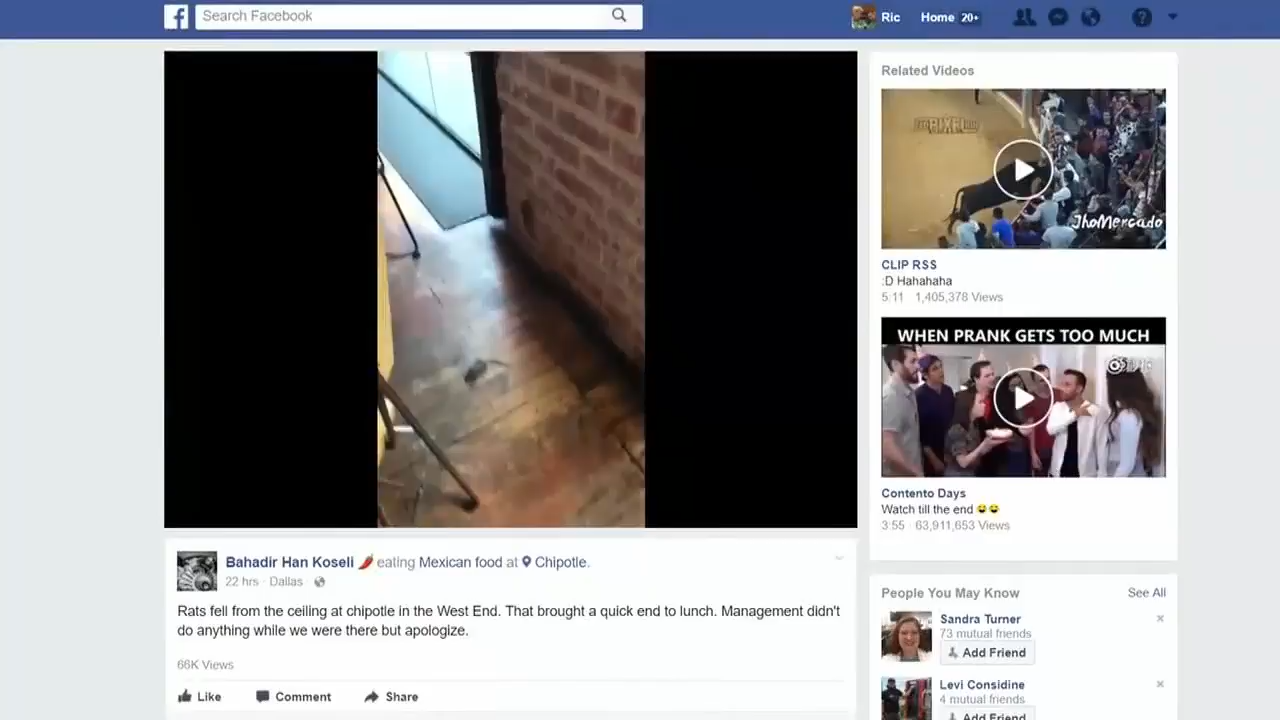 f
Search Facebook
Ric
Home 20+
?
Related Videos
JhoMercado
CLIP RSS
:D Hahahaha
5:11 · 1,405,378 Views
WHEN PRANK GETS TOO MUCH
Contento Days
Watch till the end 😂😂
3:55 · 63,911,653 Views
Bahadir Han Koseli 🌶️ eating Mexican food at Chipotle.
22 hrs · Dallas
Rats fell from the ceiling at chipotle in the West End. That brought a quick end to lunch. Management didn't
do anything while we were there but apologize.
66K Views
Like Comment Share
People You May Know See All
Sandra Turner
73 mutual friends
Add Friend
Levi Considine
4 mutual friends
Add Friend